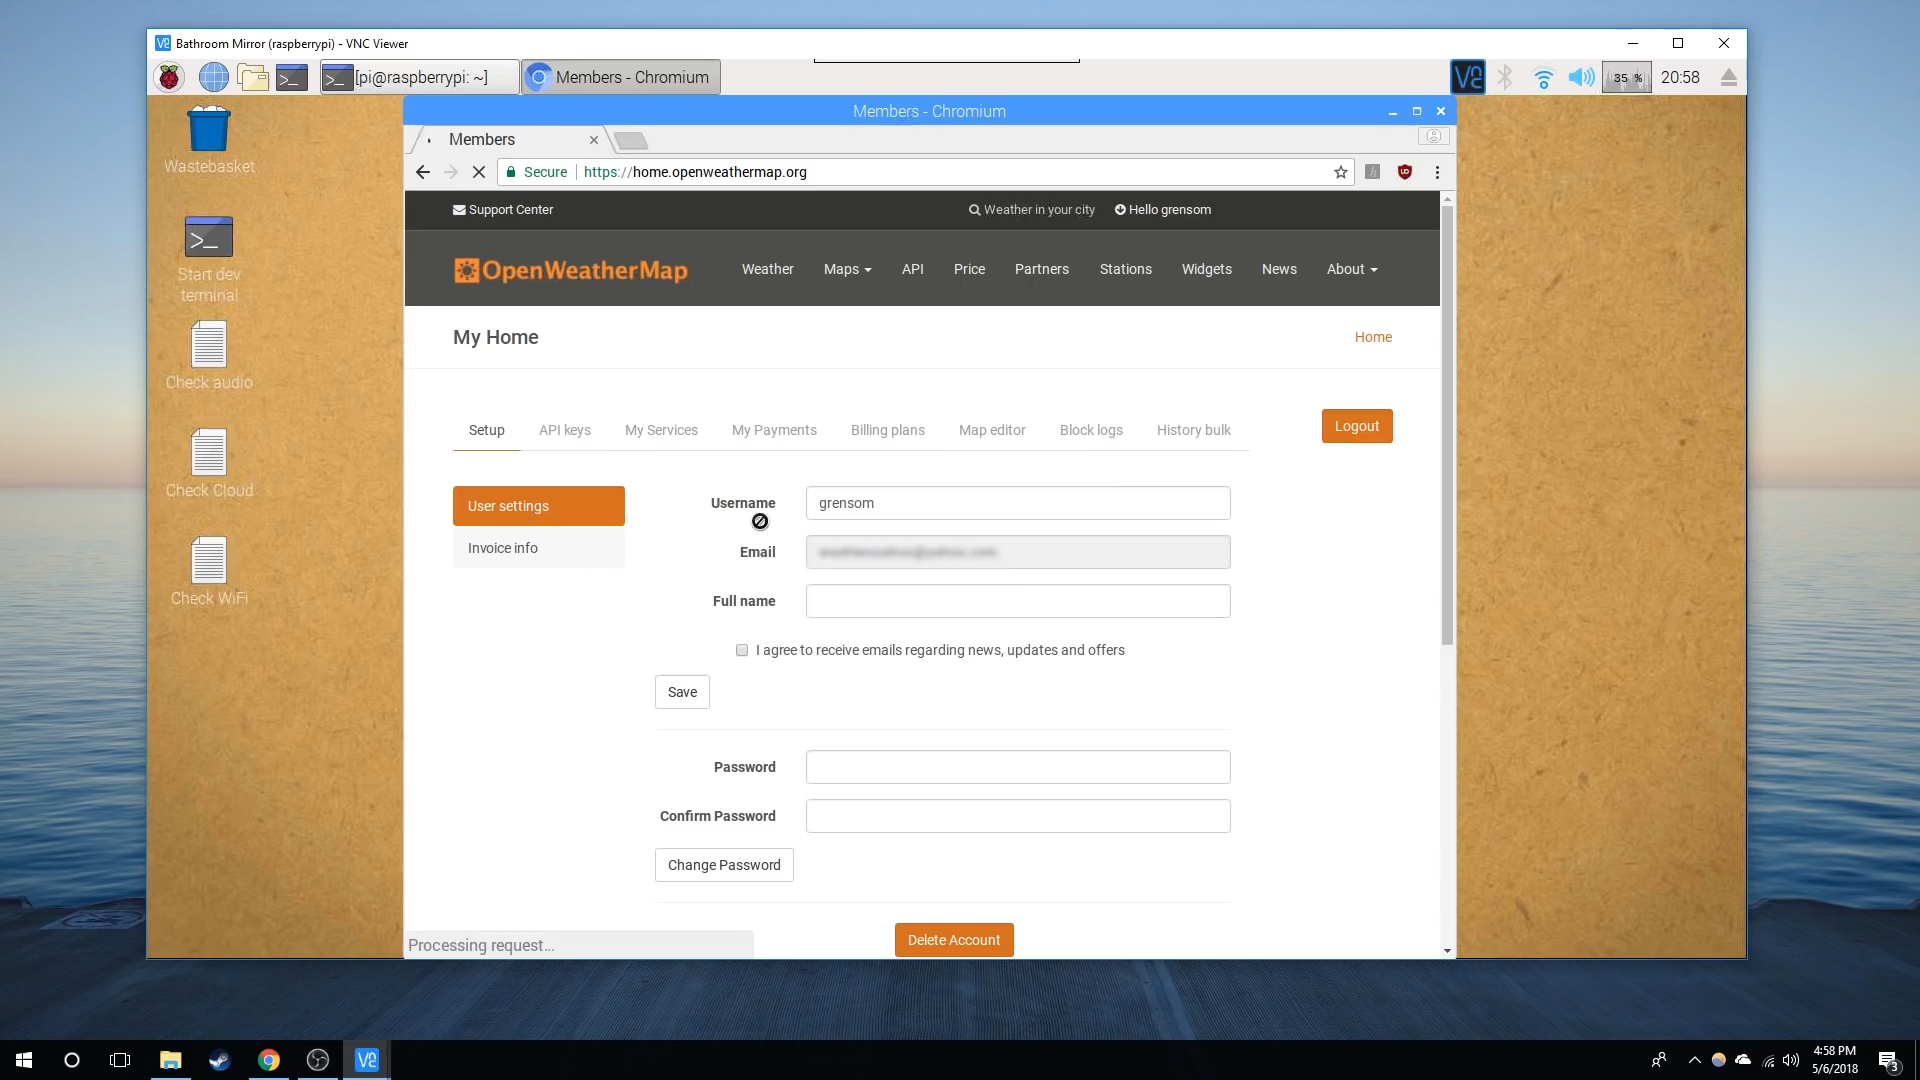 Bathroom Mirror (raspberrypi) - VNC Viewer
[pi@raspberrypi: ~]
Members - Chromium
35 %
20:58
Wastebasket
Start dev
terminal
Check audio
Check Cloud
Check WiFi
Members - Chromium
Members
Secure
https://home.openweathermap.org
Support Center
Weather in your city
Hello grensom
OpenWeatherMap
Weather
Maps
API
Price
Partners
Stations
Widgets
News
About
My Home
Home
Setup
API keys
My Services
My Payments
Billing plans
Map editor
Block logs
History bulk
Logout
User settings
Invoice info
Username
grensom
Email
Full name
I agree to receive emails regarding news, updates and offers
Save
Password
Confirm Password
Change Password
Delete Account
Processing request...
4:58 PM
5/6/2018
3